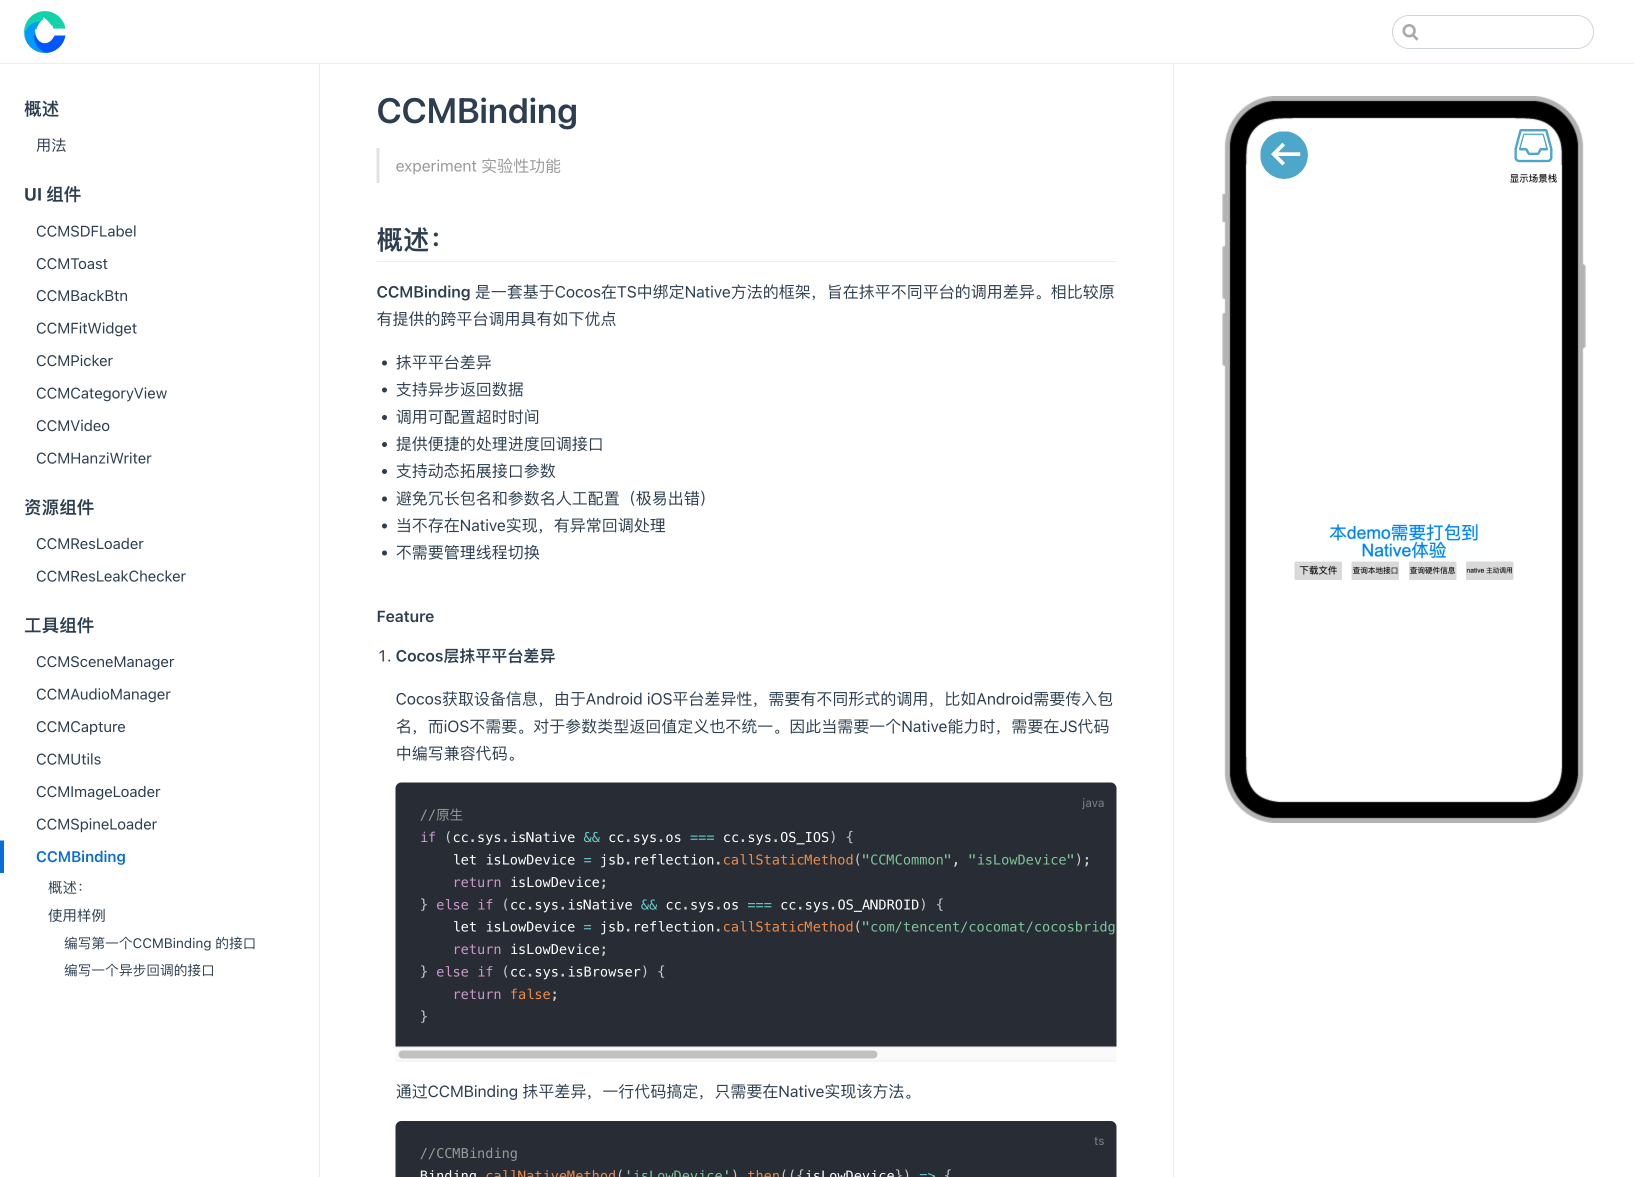 概述
用法
UI 组件
CCMSDFLabel
CCMToast
CCMBackBtn
CCMFitWidget
CCMPicker
CCMCategoryView
CCMVideo
CCMHanziWriter
资源组件
CCMResLoader
CCMResLeakChecker
工具组件
CCMSceneManager
CCMAudioManager
CCMCapture
CCMUtils
CCMImageLoader
CCMSpineLoader
CCMBinding
概述：
使用样例
编写第一个CCMBinding 的接口
编写一个异步回调的接口
CCMBinding
experiment 实验性功能
概述：
CCMBinding 是一套基于Cocos在TS中绑定Native方法的框架，旨在抹平不同平台的调用差异。相比较原
有提供的跨平台调用具有如下优点
• 抹平平台差异
• 支持异步返回数据
• 调用可配置超时时间
• 提供便捷的处理进度回调接口
• 支持动态拓展接口参数
• 避免冗长包名和参数名人工配置（极易出错）
• 当不存在Native实现，有异常回调处理
• 不需要管理线程切换
Feature
1. Cocos层抹平平台差异
Cocos获取设备信息，由于Android iOS平台差异性，需要有不同形式的调用，比如Android需要传入包
名，而iOS不需要。对于参数类型返回值定义也不统一。因此当需要一个Native能力时，需要在JS代码
中编写兼容代码。
java
//原生
if (cc.sys.isNative && cc.sys.os === cc.sys.OS_IOS) {
    let isLowDevice = jsb.reflection.callStaticMethod("CCMCommon", "isLowDevice");
    return isLowDevice;
} else if (cc.sys.isNative && cc.sys.os === cc.sys.OS_ANDROID) {
    let isLowDevice = jsb.reflection.callStaticMethod("com/tencent/cocomat/cocosbridg
    return isLowDevice;
} else if (cc.sys.isBrowser) {
    return false;
}
通过CCMBinding 抹平差异，一行代码搞定，只需要在Native实现该方法。
ts
//CCMBinding
Binding.callNativeMethod('isLowDevice').then(({isLowDevice}) => {
显示场景栈
本demo需要打包到
Native体验
下载文件 查询本地接口 查询硬件信息 native 主动调用